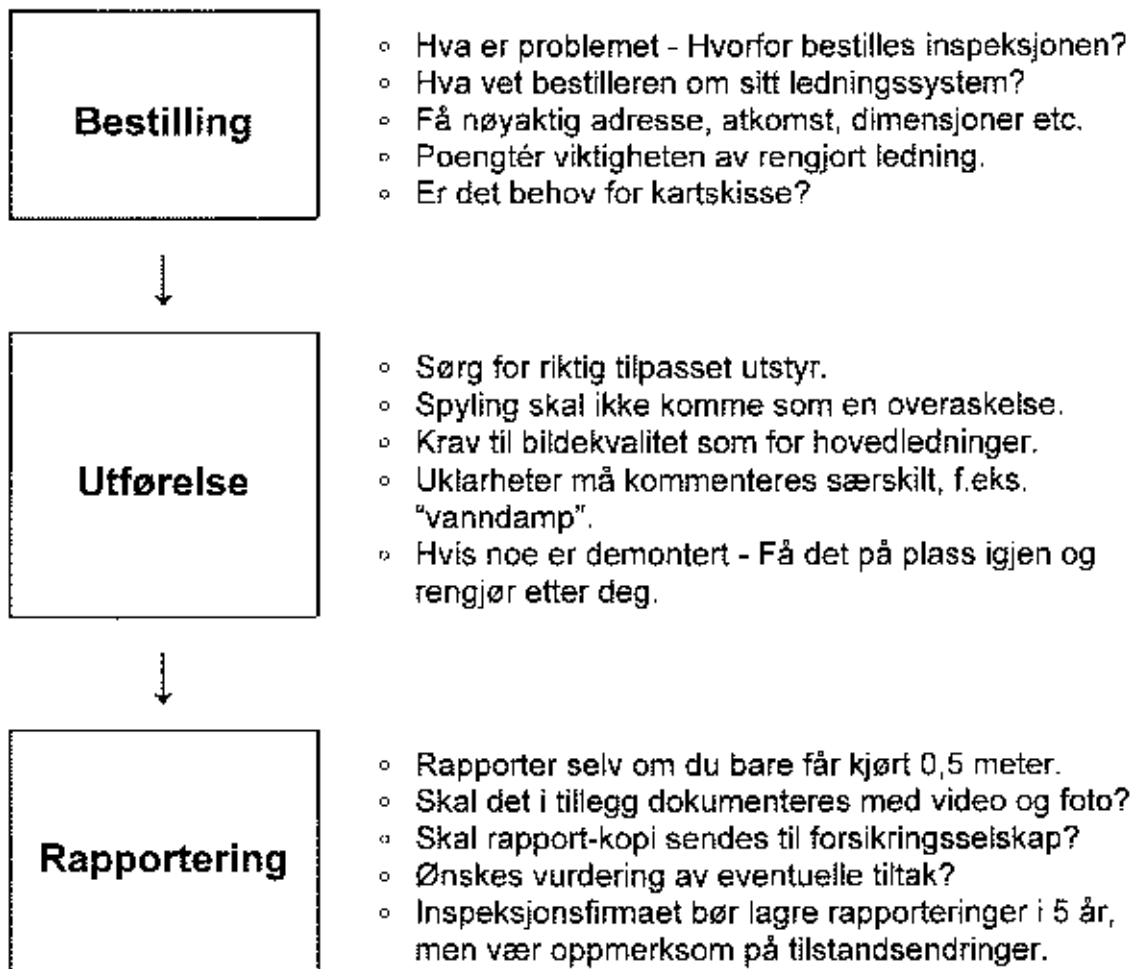 Bestilling
◦ Hva er problemet - Hvorfor bestilles inspeksjonen?
◦ Hva vet bestilleren om sitt ledningssystem?
◦ Få nøyaktig adresse, atkomst, dimensjoner etc.
◦ Poengtér viktigheten av rengjort ledning.
◦ Er det behov for kartskisse?
Utførelse
◦ Sørg for riktig tilpasset utstyr.
◦ Spyling skal ikke komme som en overaskelse.
◦ Krav til bildekvalitet som for hovedledninger.
◦ Uklarheter må kommenteres særskilt, f.eks.
“vanndamp”.
◦ Hvis noe er demontert - Få det på plass igjen og
rengjør etter deg.
Rapportering
◦ Rapporter selv om du bare får kjørt 0,5 meter.
◦ Skal det i tillegg dokumenteres med video og foto?
◦ Skal rapport-kopi sendes til forsikringsselskap?
◦ Ønskes vurdering av eventuelle tiltak?
◦ Inspeksjonsfirmaet bør lagre rapporteringer i 5 år,
men vær oppmerksom på tilstandsendringer.